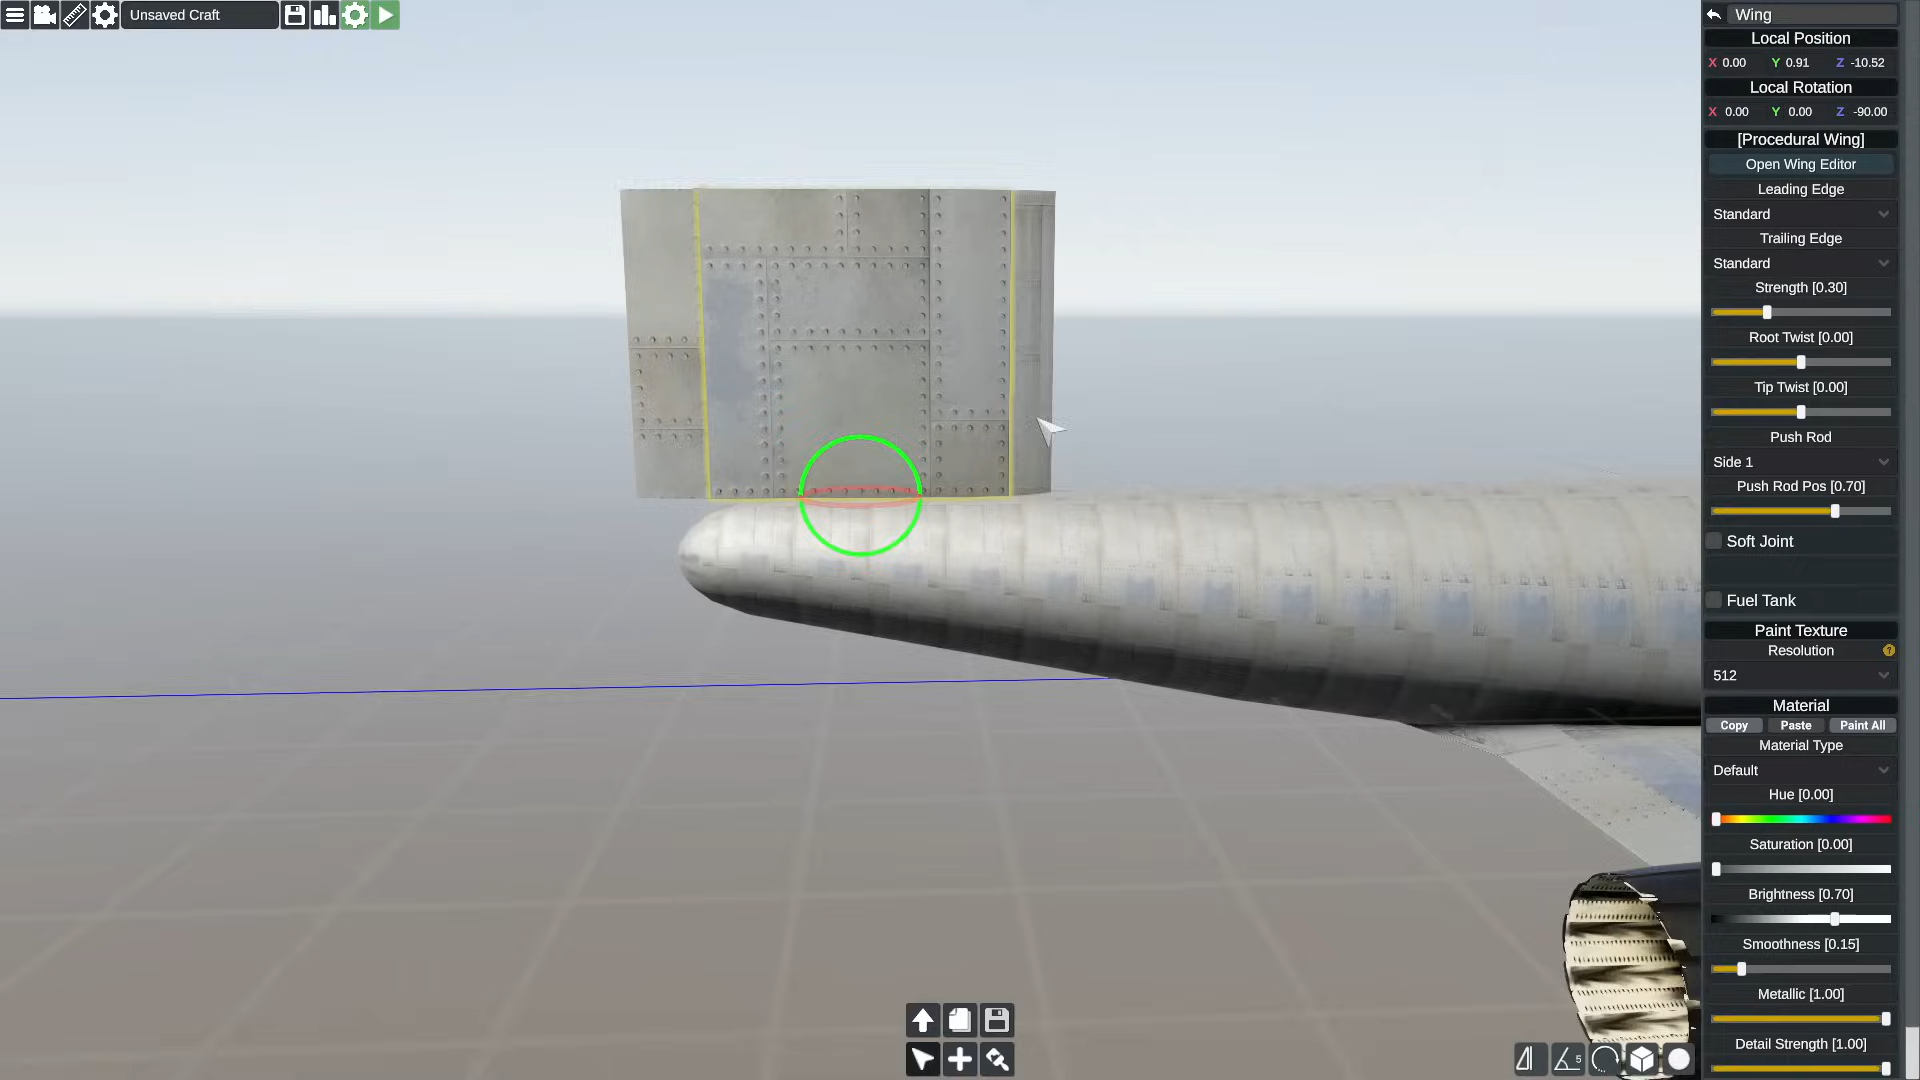 Unsaved Craft
Wing
Local Position
X 0.00 Y 0.91 Z -10.52
Local Rotation
X 0.00 Y 0.00 Z -90.00
[Procedural Wing]
Open Wing Editor
Leading Edge
Standard
Trailing Edge
Standard
Strength [0.30]
Root Twist [0.00]
Tip Twist [0.00]
Push Rod
Side 1
Push Rod Pos [0.70]
Soft Joint
Fuel Tank
Paint Texture
Resolution ?
512
Material
Copy Paste Paint All
Material Type
Default
Hue [0.00]
Saturation [0.00]
Brightness [0.70]
Smoothness [0.15]
Metallic [1.00]
Detail Strength [1.00]
5